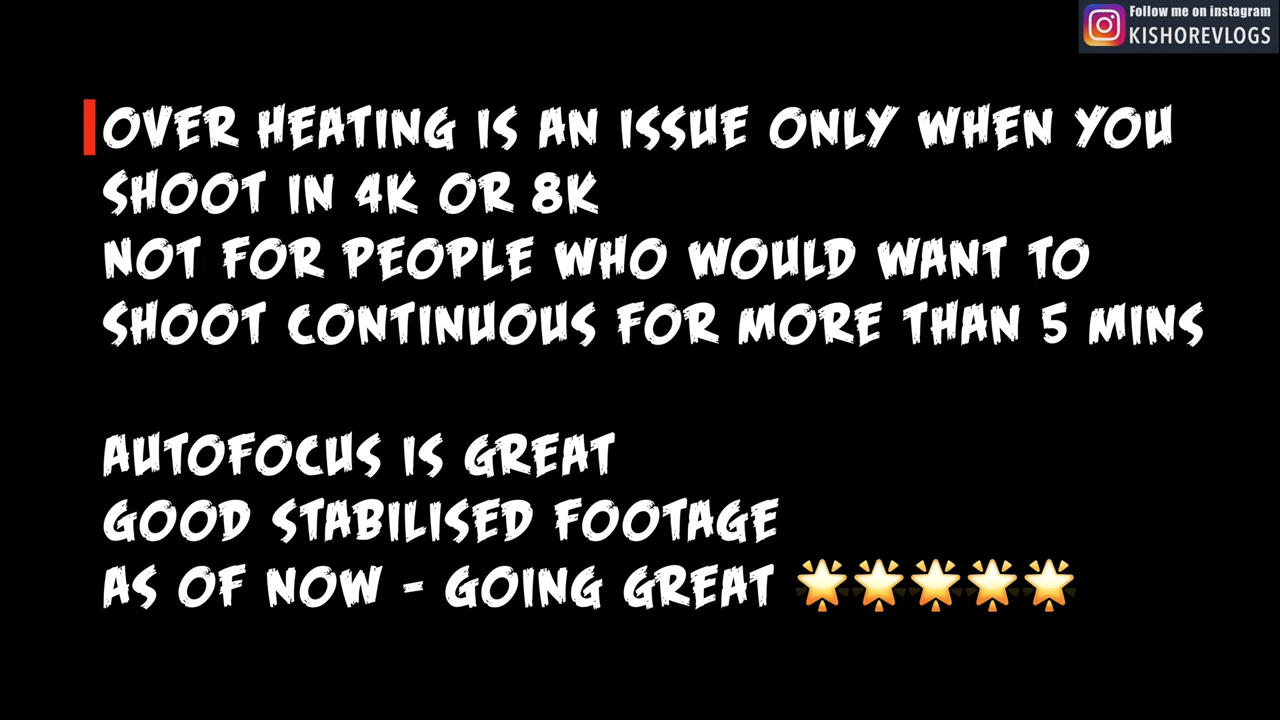 Follow me on instagram
KISHOREVLOGS
OVER HEATING IS AN ISSUE ONLY WHEN YOU
SHOOT IN 4K OR 8K
NOT FOR PEOPLE WHO WOULD WANT TO
SHOOT CONTINUOUS FOR MORE THAN 5 MINS
AUTOFOCUS IS GREAT
GOOD STABILISED FOOTAGE
AS OF NOW - GOING GREAT 🌟🌟🌟🌟🌟